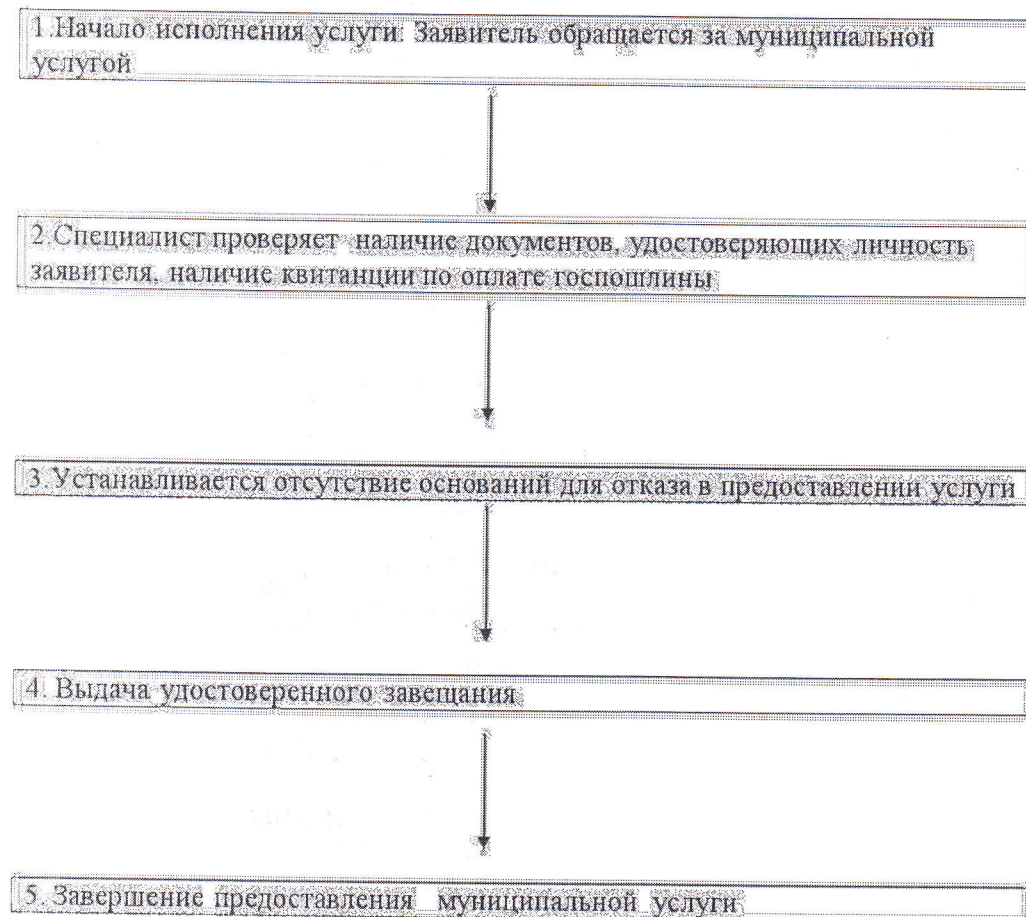 1.Начало исполнения услуги: Заявитель обращается за муниципальной
услугой
2.Специалист проверяет наличие документов, удостоверяющих личность
заявителя, наличие квитанции по оплате госпошлины
3.Устанавливается отсутствие оснований для отказа в предоставлении услуги
4. Выдача удостоверенного завещания
5. Завершение предоставления муниципальной услуги